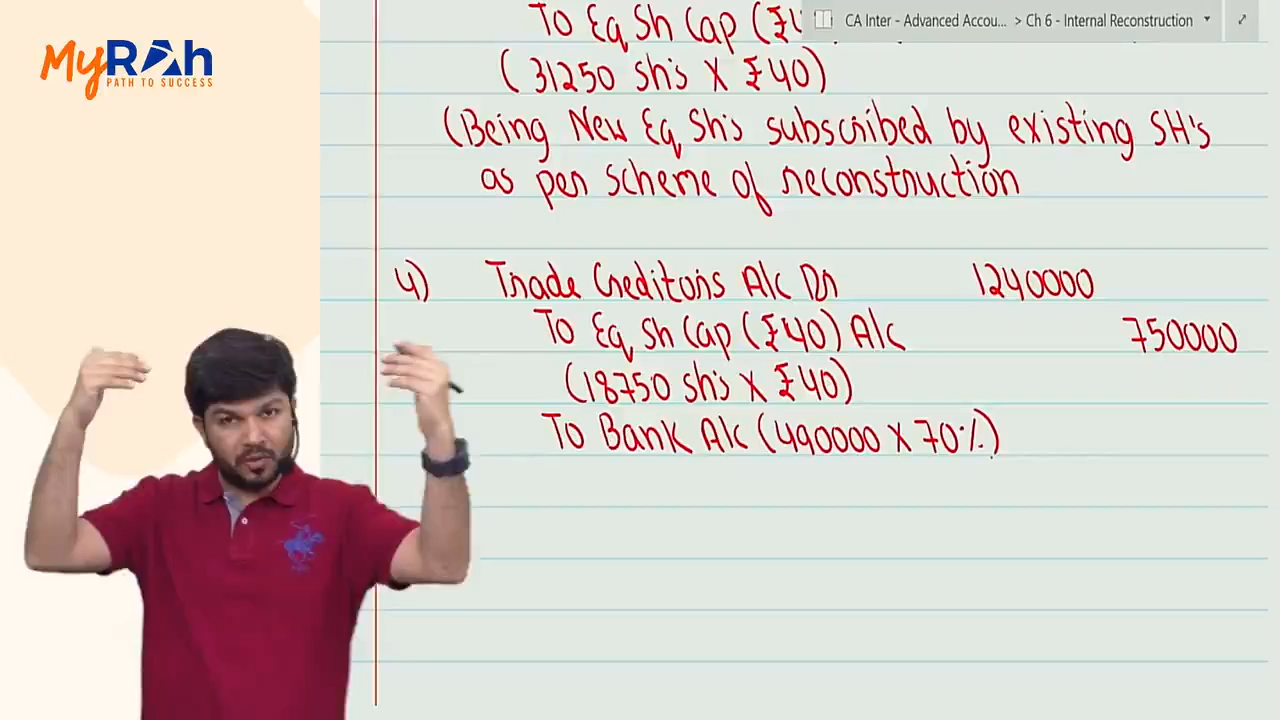 MyRAh
PATH TO SUCCESS
CA Inter - Advanced Accou... > Ch 6 - Internal Reconstruction
To Eq Sh Cap (₹4
(31250 Sh's X ₹40)
(Being New Eq Sh's subscribed by existing SH's
as per scheme of reconstruction
4) Trade Creditors A/c Dr 1240000
To Eq Sh Cap (₹40) A/c 750000
(18750 Sh's X ₹40)
To Bank A/c (490000 X 70%)